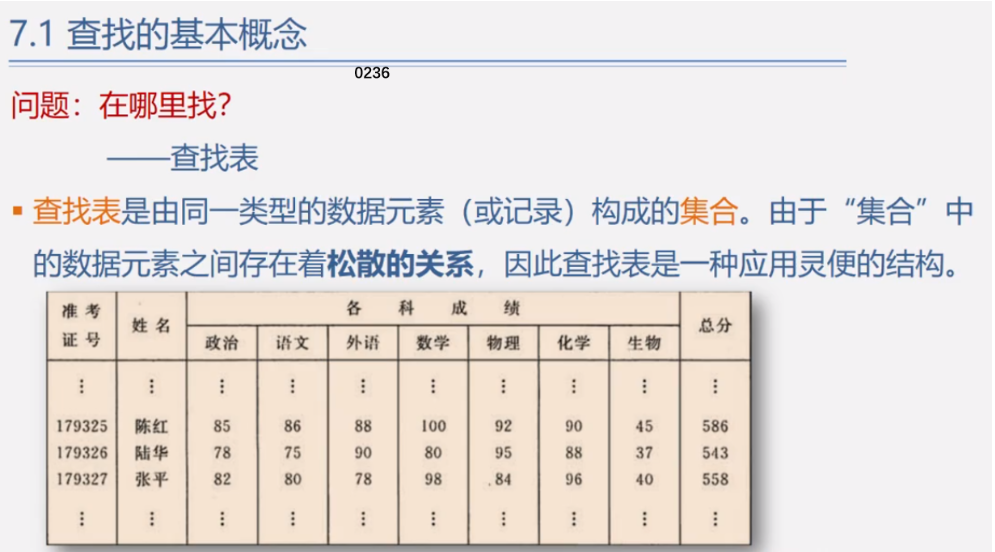 7.1 查找的基本概念
0236
问题：在哪里找？
——查找表
▪ 查找表是由同一类型的数据元素（或记录）构成的集合。由于“集合”中
的数据元素之间存在着松散的关系，因此查找表是一种应用灵便的结构。
准考证号 姓名 各科成绩 总分
政治 语文 外语 数学 物理 化学 生物
⋮ ⋮ ⋮ ⋮ ⋮ ⋮ ⋮ ⋮ ⋮ ⋮
179325 陈红 85 86 88 100 92 90 45 586
179326 陆华 78 75 90 80 95 88 37 543
179327 张平 82 80 78 98 84 96 40 558
⋮ ⋮ ⋮ ⋮ ⋮ ⋮ ⋮ ⋮ ⋮ ⋮